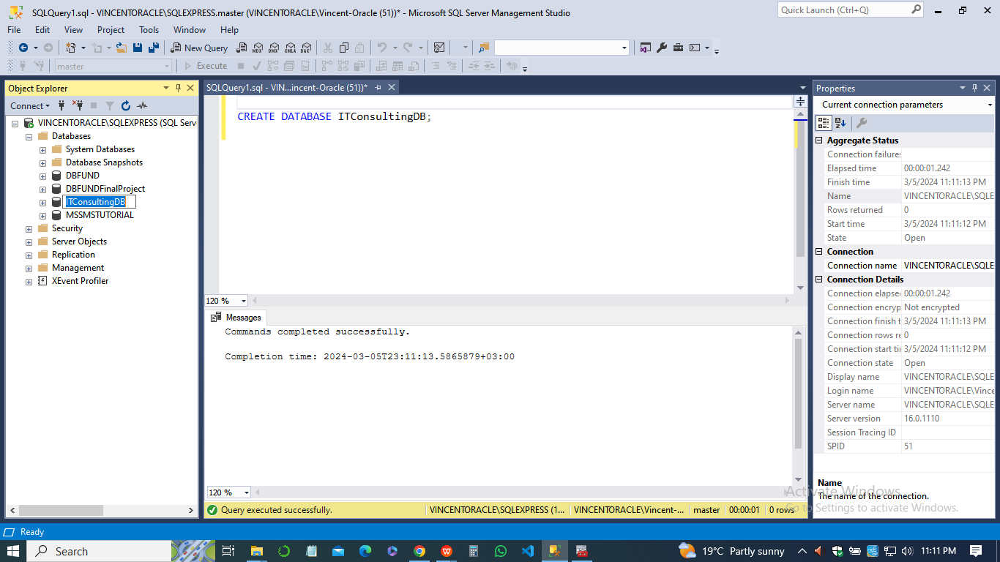 SQLQuery1.sql - VINCENTORACLE\SQLEXPRESS.master (VINCENTORACLE\Vincent-Oracle (51))* - Microsoft SQL Server Management Studio
Quick Launch (Ctrl+Q)
File Edit View Project Tools Window Help
New Query MDX DMX XMLA DAX
master Execute
Object Explorer
Connect
VINCENTORACLE\SQLEXPRESS (SQL Serv
Databases
System Databases
Database Snapshots
DBFUND
DBFUNDFinalProject
ITConsultingDB
MSSMSTUTORIAL
Security
Server Objects
Replication
Management
XEvent Profiler
SQLQuery1.sql - VIN...incent-Oracle (51))*
CREATE DATABASE ITConsultingDB;
120 %
Messages
Commands completed successfully.
Completion time: 2024-03-05T23:11:13.5865879+03:00
120 %
Query executed successfully. VINCENTORACLE\SQLEXPRESS (1... VINCENTORACLE\Vincent-... master 00:00:01 0 rows
Properties
Current connection parameters
Aggregate Status
Connection failures
Elapsed time 00:00:01.242
Finish time 3/5/2024 11:11:13 PM
Name VINCENTORACLE\SQLE
Rows returned 0
Start time 3/5/2024 11:11:12 PM
State Open
Connection
Connection name VINCENTORACLE\SQLE
Connection Details
Connection elapse 00:00:01.242
Connection encryp Not encrypted
Connection finish t 3/5/2024 11:11:13 PM
Connection rows re 0
Connection start tir 3/5/2024 11:11:12 PM
Connection state Open
Display name VINCENTORACLE\SQLE
Login name VINCENTORACLE\Vince
Server name VINCENTORACLE\SQLE
Server version 16.0.1110
Session Tracing ID
SPID 51
Name
The name of the connection.
Activate Windows
Go to Settings to activate Windows.
Ready
Search
19°C Partly sunny
11:11 PM